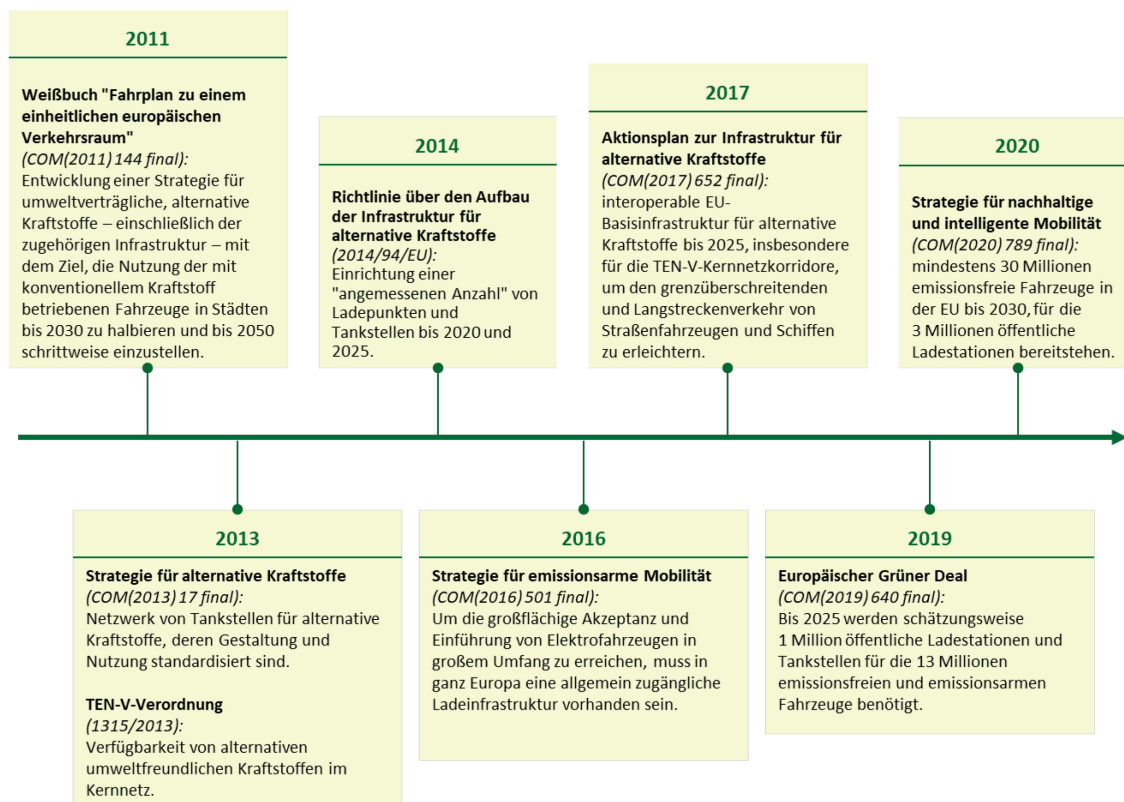 2011
Weißbuch "Fahrplan zu einem
einheitlichen europäischen
Verkehrsraum"
(COM(2011) 144 final):
Entwicklung einer Strategie für
umweltverträgliche, alternative
Kraftstoffe – einschließlich der
zugehörigen Infrastruktur – mit
dem Ziel, die Nutzung der mit
konventionellem Kraftstoff
betriebenen Fahrzeuge in Städten
bis 2030 zu halbieren und bis 2050
schrittweise einzustellen.
2014
Richtlinie über den Aufbau
der Infrastruktur für
alternative Kraftstoffe
(2014/94/EU):
Einrichtung einer
"angemessenen Anzahl" von
Ladepunkten und
Tankstellen bis 2020 und
2025.
2017
Aktionsplan zur Infrastruktur für
alternative Kraftstoffe
(COM(2017) 652 final):
interoperable EU-
Basisinfrastruktur für alternative
Kraftstoffe bis 2025, insbesondere
für die TEN-V-Kernnetzkorridore,
um den grenzüberschreitenden
und Langstreckenverkehr von
Straßenfahrzeugen und Schiffen
zu erleichtern.
2020
Strategie für nachhaltige
und intelligente Mobilität
(COM(2020) 789 final):
mindestens 30 Millionen
emissionsfreie Fahrzeuge in
der EU bis 2030, für die
3 Millionen öffentliche
Ladestationen bereitstehen.
2013
Strategie für alternative Kraftstoffe
(COM(2013) 17 final):
Netzwerk von Tankstellen für alternative
Kraftstoffe, deren Gestaltung und
Nutzung standardisiert sind.
TEN-V-Verordnung
(1315/2013):
Verfügbarkeit von alternativen
umweltfreundlichen Kraftstoffen im
Kernnetz.
2016
Strategie für emissionsarme Mobilität
(COM(2016) 501 final):
Um die großflächige Akzeptanz und
Einführung von Elektrofahrzeugen in
großem Umfang zu erreichen, muss in
ganz Europa eine allgemein zugängliche
Ladeinfrastruktur vorhanden sein.
2019
Europäischer Grüner Deal
(COM(2019) 640 final):
Bis 2025 werden schätzungsweise
1 Million öffentliche Ladestationen und
Tankstellen für die 13 Millionen
emissionsfreien und emissionsarmen
Fahrzeuge benötigt.